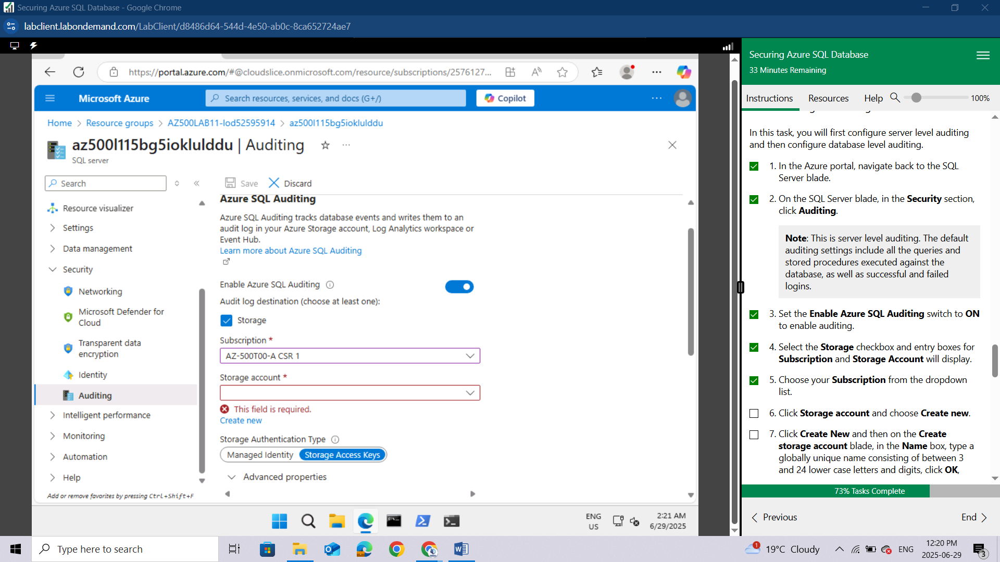 Securing Azure SQL Database - Google Chrome
labclient.labondemand.com/LabClient/d8486d64-544d-4e50-ab0c-8ca652724ae7
https://portal.azure.com/#@cloudslice.onmicrosoft.com/resource/subscriptions/2576127...
Microsoft Azure
Search resources, services, and docs (G+/)
Copilot
Home > Resource groups > AZ500LAB11-lod52595914 > az500l115bg5ioklulddu
az500l115bg5ioklulddu | Auditing
SQL server
Search
Resource visualizer
Settings
Data management
Security
Networking
Microsoft Defender for
Cloud
Transparent data
encryption
Identity
Auditing
Intelligent performance
Monitoring
Automation
Help
Add or remove favorites by pressing Ctrl+Shift+F
Save
Discard
Azure SQL Auditing
Azure SQL Auditing tracks database events and writes them to an
audit log in your Azure Storage account, Log Analytics workspace or
Event Hub.
Learn more about Azure SQL Auditing
Enable Azure SQL Auditing
Audit log destination (choose at least one):
Storage
Subscription *
AZ-500T00-A CSR 1
Storage account *
This field is required.
Create new
Storage Authentication Type
Managed Identity
Storage Access Keys
Advanced properties
ENG
US
2:21 AM
6/29/2025
Securing Azure SQL Database
33 Minutes Remaining
Instructions
Resources
Help
100%
In this task, you will first configure server level auditing
and then configure database level auditing.
1. In the Azure portal, navigate back to the SQL
Server blade.
2. On the SQL Server blade, in the Security section,
click Auditing.
Note: This is server level auditing. The default
auditing settings include all the queries and
stored procedures executed against the
database, as well as successful and failed
logins.
3. Set the Enable Azure SQL Auditing switch to ON
to enable auditing.
4. Select the Storage checkbox and entry boxes for
Subscription and Storage Account will display.
5. Choose your Subscription from the dropdown
list.
6. Click Storage account and choose Create new.
7. Click Create New and then on the Create
storage account blade, in the Name box, type a
globally unique name consisting of between 3
and 24 lower case letters and digits, click OK,
73% Tasks Complete
Previous
End
Type here to search
1
19°C Cloudy
ENG
12:20 PM
2025-06-29
3